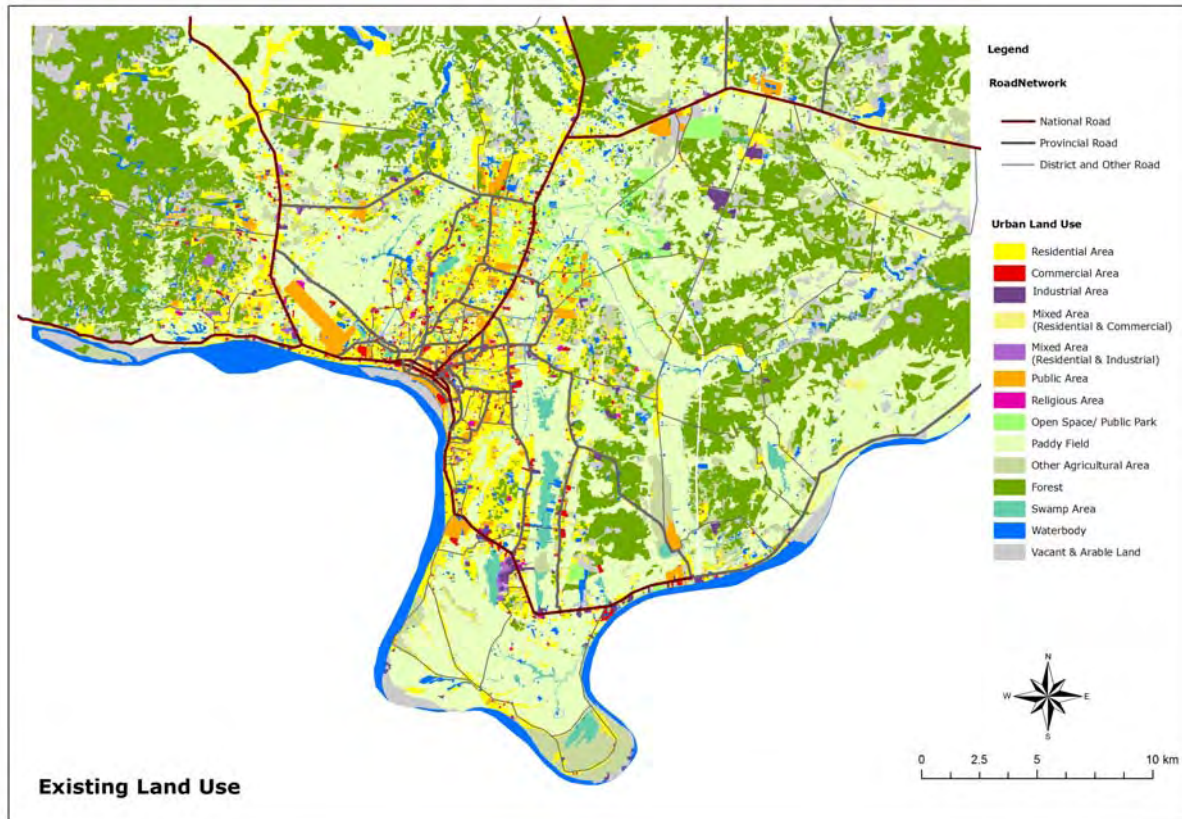 Legend
RoadNetwork
National Road
Provincial Road
District and Other Road
Urban Land Use
Residential Area
Commercial Area
Industrial Area
Mixed Area
(Residential & Commercial)
Mixed Area
(Residential & Industrial)
Public Area
Religious Area
Open Space/ Public Park
Paddy Field
Other Agricultural Area
Forest
Swamp Area
Waterbody
Vacant & Arable Land
N
W
E
S
0 2.5 5 10 km
Existing Land Use